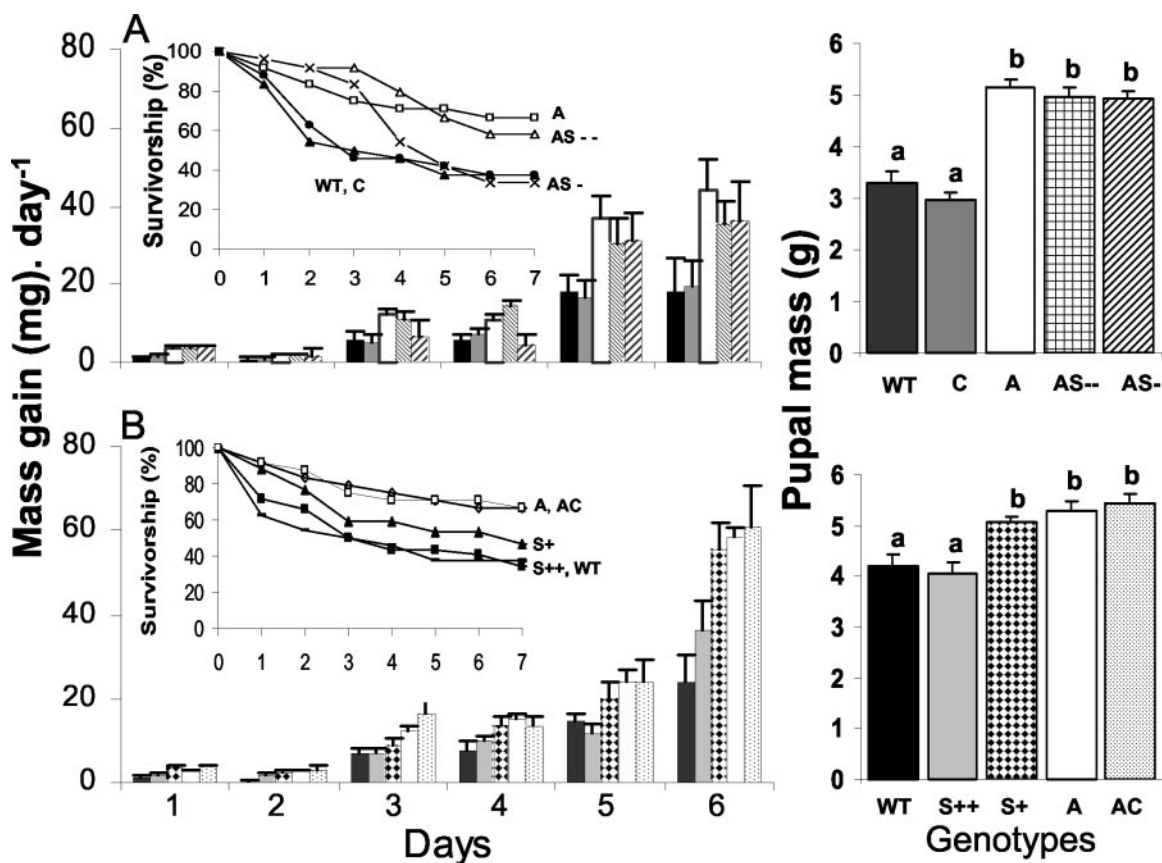 A
Mass gain (mg). day-1
80
60
40
20
0
Survivorship (%)
100
80
60
40
20
0
0 1 2 3 4 5 6 7
A
AS - -
AS -
WT, C
Pupal mass (g)
6
5
4
3
2
1
0
a a b b b
WT C A AS-- AS-
B
80
60
40
20
0
Survivorship (%)
100
80
60
40
20
0
0 1 2 3 4 5 6 7
A, AC
S+
S++, WT
1 2 3 4 5 6
Days
6
5
4
3
2
1
0
a a b b b
WT S++ S+ A AC
Genotypes